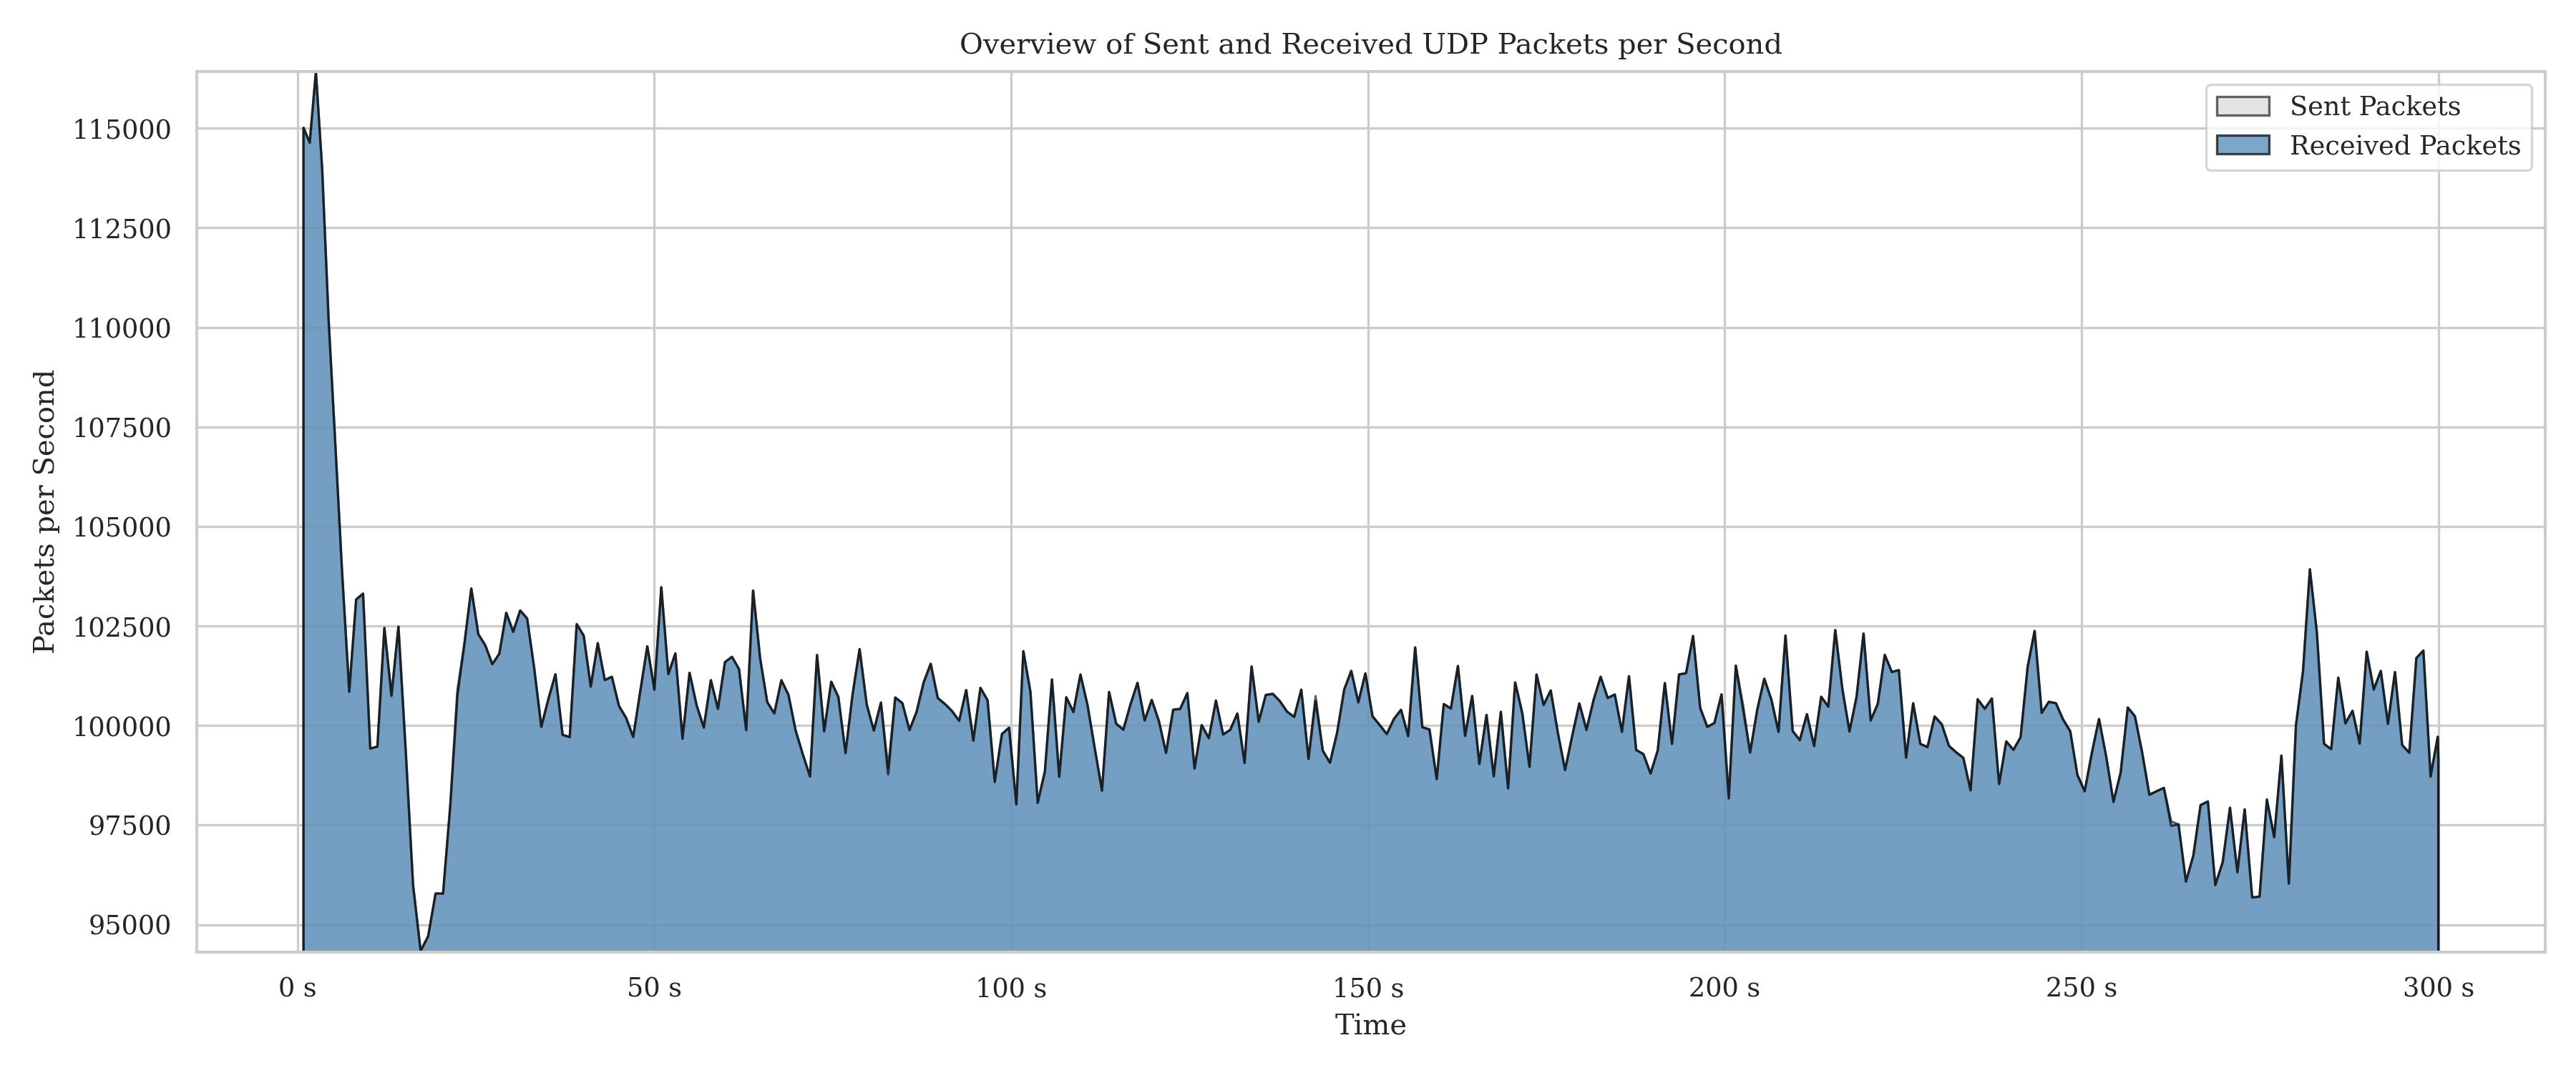 Overview of Sent and Received UDP Packets per Second
Sent Packets
Received Packets
Packets per Second
115000
112500
110000
107500
105000
102500
100000
97500
95000
0 s 50 s 100 s 150 s 200 s 250 s 300 s
Time